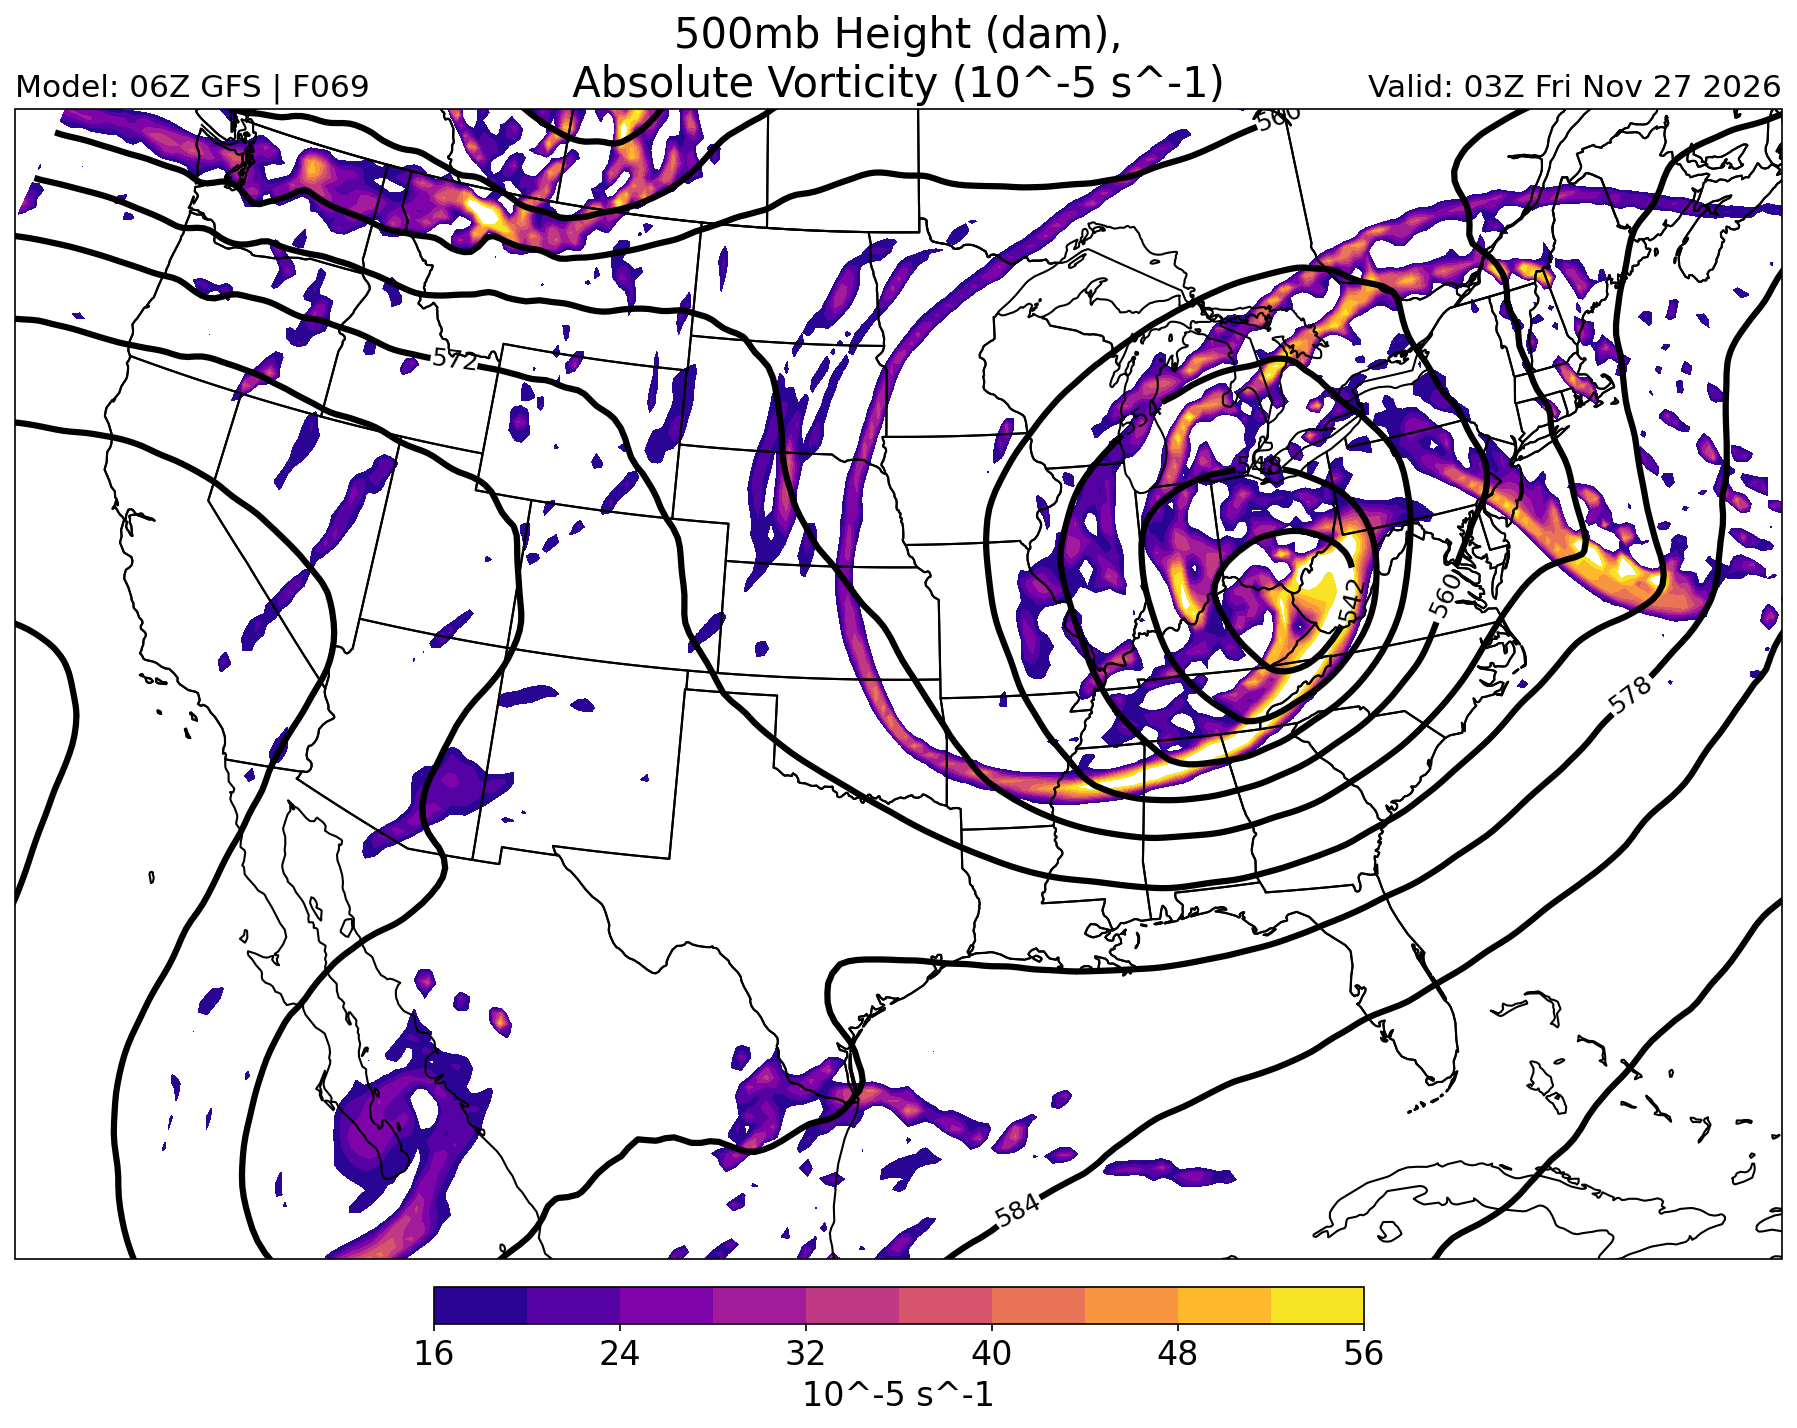 500mb Height (dam),
Model: 06Z GFS | F069
Absolute Vorticity (10^-5 s^-1)
Valid: 03Z Fri Nov 27 2026
560
572
554
548
542
560
578
584
16 24 32 40 48 56
10^-5 s^-1